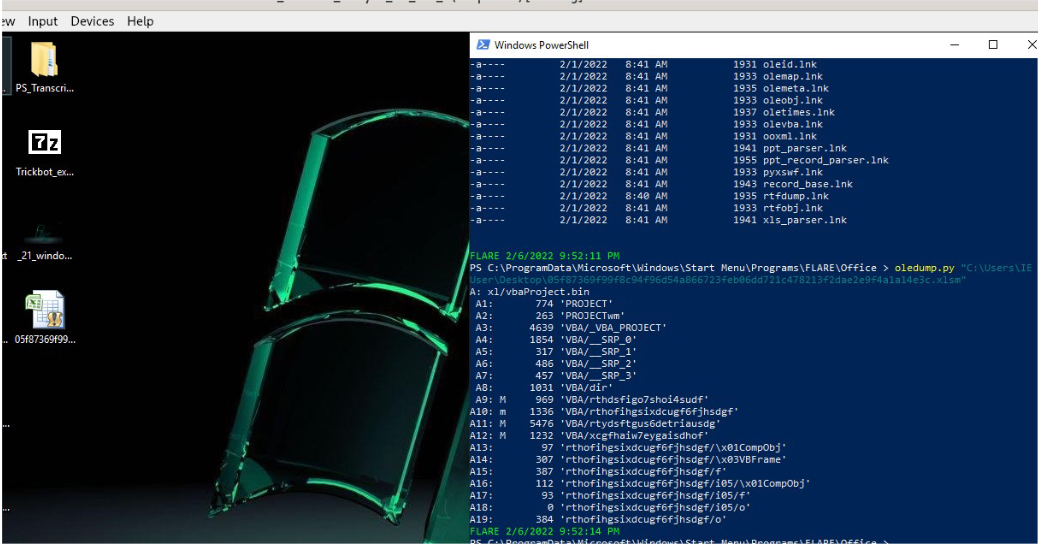 ew Input Devices Help
PS_Transcri...
Trickbot_ex...
_21_windo...
05f87369f99...
Windows PowerShell
-a---- 2/1/2022 8:41 AM 1931 oleid.lnk
-a---- 2/1/2022 8:41 AM 1933 olemap.lnk
-a---- 2/1/2022 8:41 AM 1935 olemeta.lnk
-a---- 2/1/2022 8:41 AM 1933 oleobj.lnk
-a---- 2/1/2022 8:41 AM 1937 oletimes.lnk
-a---- 2/1/2022 8:41 AM 1933 olevba.lnk
-a---- 2/1/2022 8:41 AM 1931 ooxml.lnk
-a---- 2/1/2022 8:41 AM 1941 ppt_parser.lnk
-a---- 2/1/2022 8:41 AM 1955 ppt_record_parser.lnk
-a---- 2/1/2022 8:41 AM 1933 pyxswf.lnk
-a---- 2/1/2022 8:41 AM 1943 record_base.lnk
-a---- 2/1/2022 8:40 AM 1935 rtfdump.lnk
-a---- 2/1/2022 8:41 AM 1933 rtfobj.lnk
-a---- 2/1/2022 8:41 AM 1941 xls_parser.lnk
FLARE 2/6/2022 9:52:11 PM
PS C:\ProgramData\Microsoft\Windows\Start Menu\Programs\FLARE\Office > oledump.py "C:\Users\IE
User\Desktop\05f87369f99f8c94f96d54a866723feb06dd721c478213f2dae2e9f4a1a14e3c.xlsm"
A: xl/vbaProject.bin
A1: 774 'PROJECT'
A2: 263 'PROJECTwm'
A3: 4639 'VBA/_VBA_PROJECT'
A4: 1854 'VBA/__SRP_0'
A5: 317 'VBA/__SRP_1'
A6: 486 'VBA/__SRP_2'
A7: 457 'VBA/__SRP_3'
A8: 1031 'VBA/dir'
A9: M 969 'VBA/rthdsfigo7shoi4sudf'
A10: m 1336 'VBA/rthofihgsixdcugf6fjhsdgf'
A11: M 5476 'VBA/rtydsftgus6detriausdg'
A12: M 1232 'VBA/xcgfhaiw7eygaisdhof'
A13: 97 'rthofihgsixdcugf6fjhsdgf/\x01CompObj'
A14: 307 'rthofihgsixdcugf6fjhsdgf/\x03VBFrame'
A15: 387 'rthofihgsixdcugf6fjhsdgf/f'
A16: 112 'rthofihgsixdcugf6fjhsdgf/i05/\x01CompObj'
A17: 93 'rthofihgsixdcugf6fjhsdgf/i05/f'
A18: 0 'rthofihgsixdcugf6fjhsdgf/i05/o'
A19: 384 'rthofihgsixdcugf6fjhsdgf/o'
FLARE 2/6/2022 9:52:14 PM
PS C:\ProgramData\Microsoft\Windows\Start Menu\Programs\FLARE\Office >